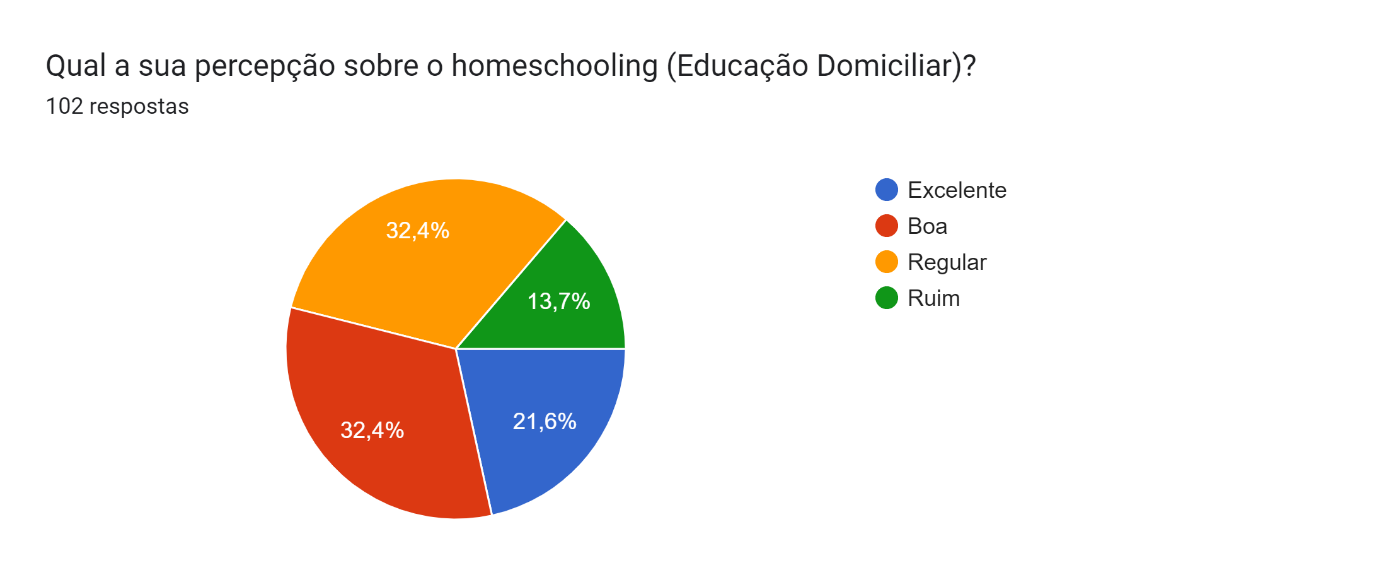 Qual a sua percepção sobre o homeschooling (Educação Domiciliar)?
102 respostas
32,4%
13,7%
21,6%
32,4%
Excelente
Boa
Regular
Ruim